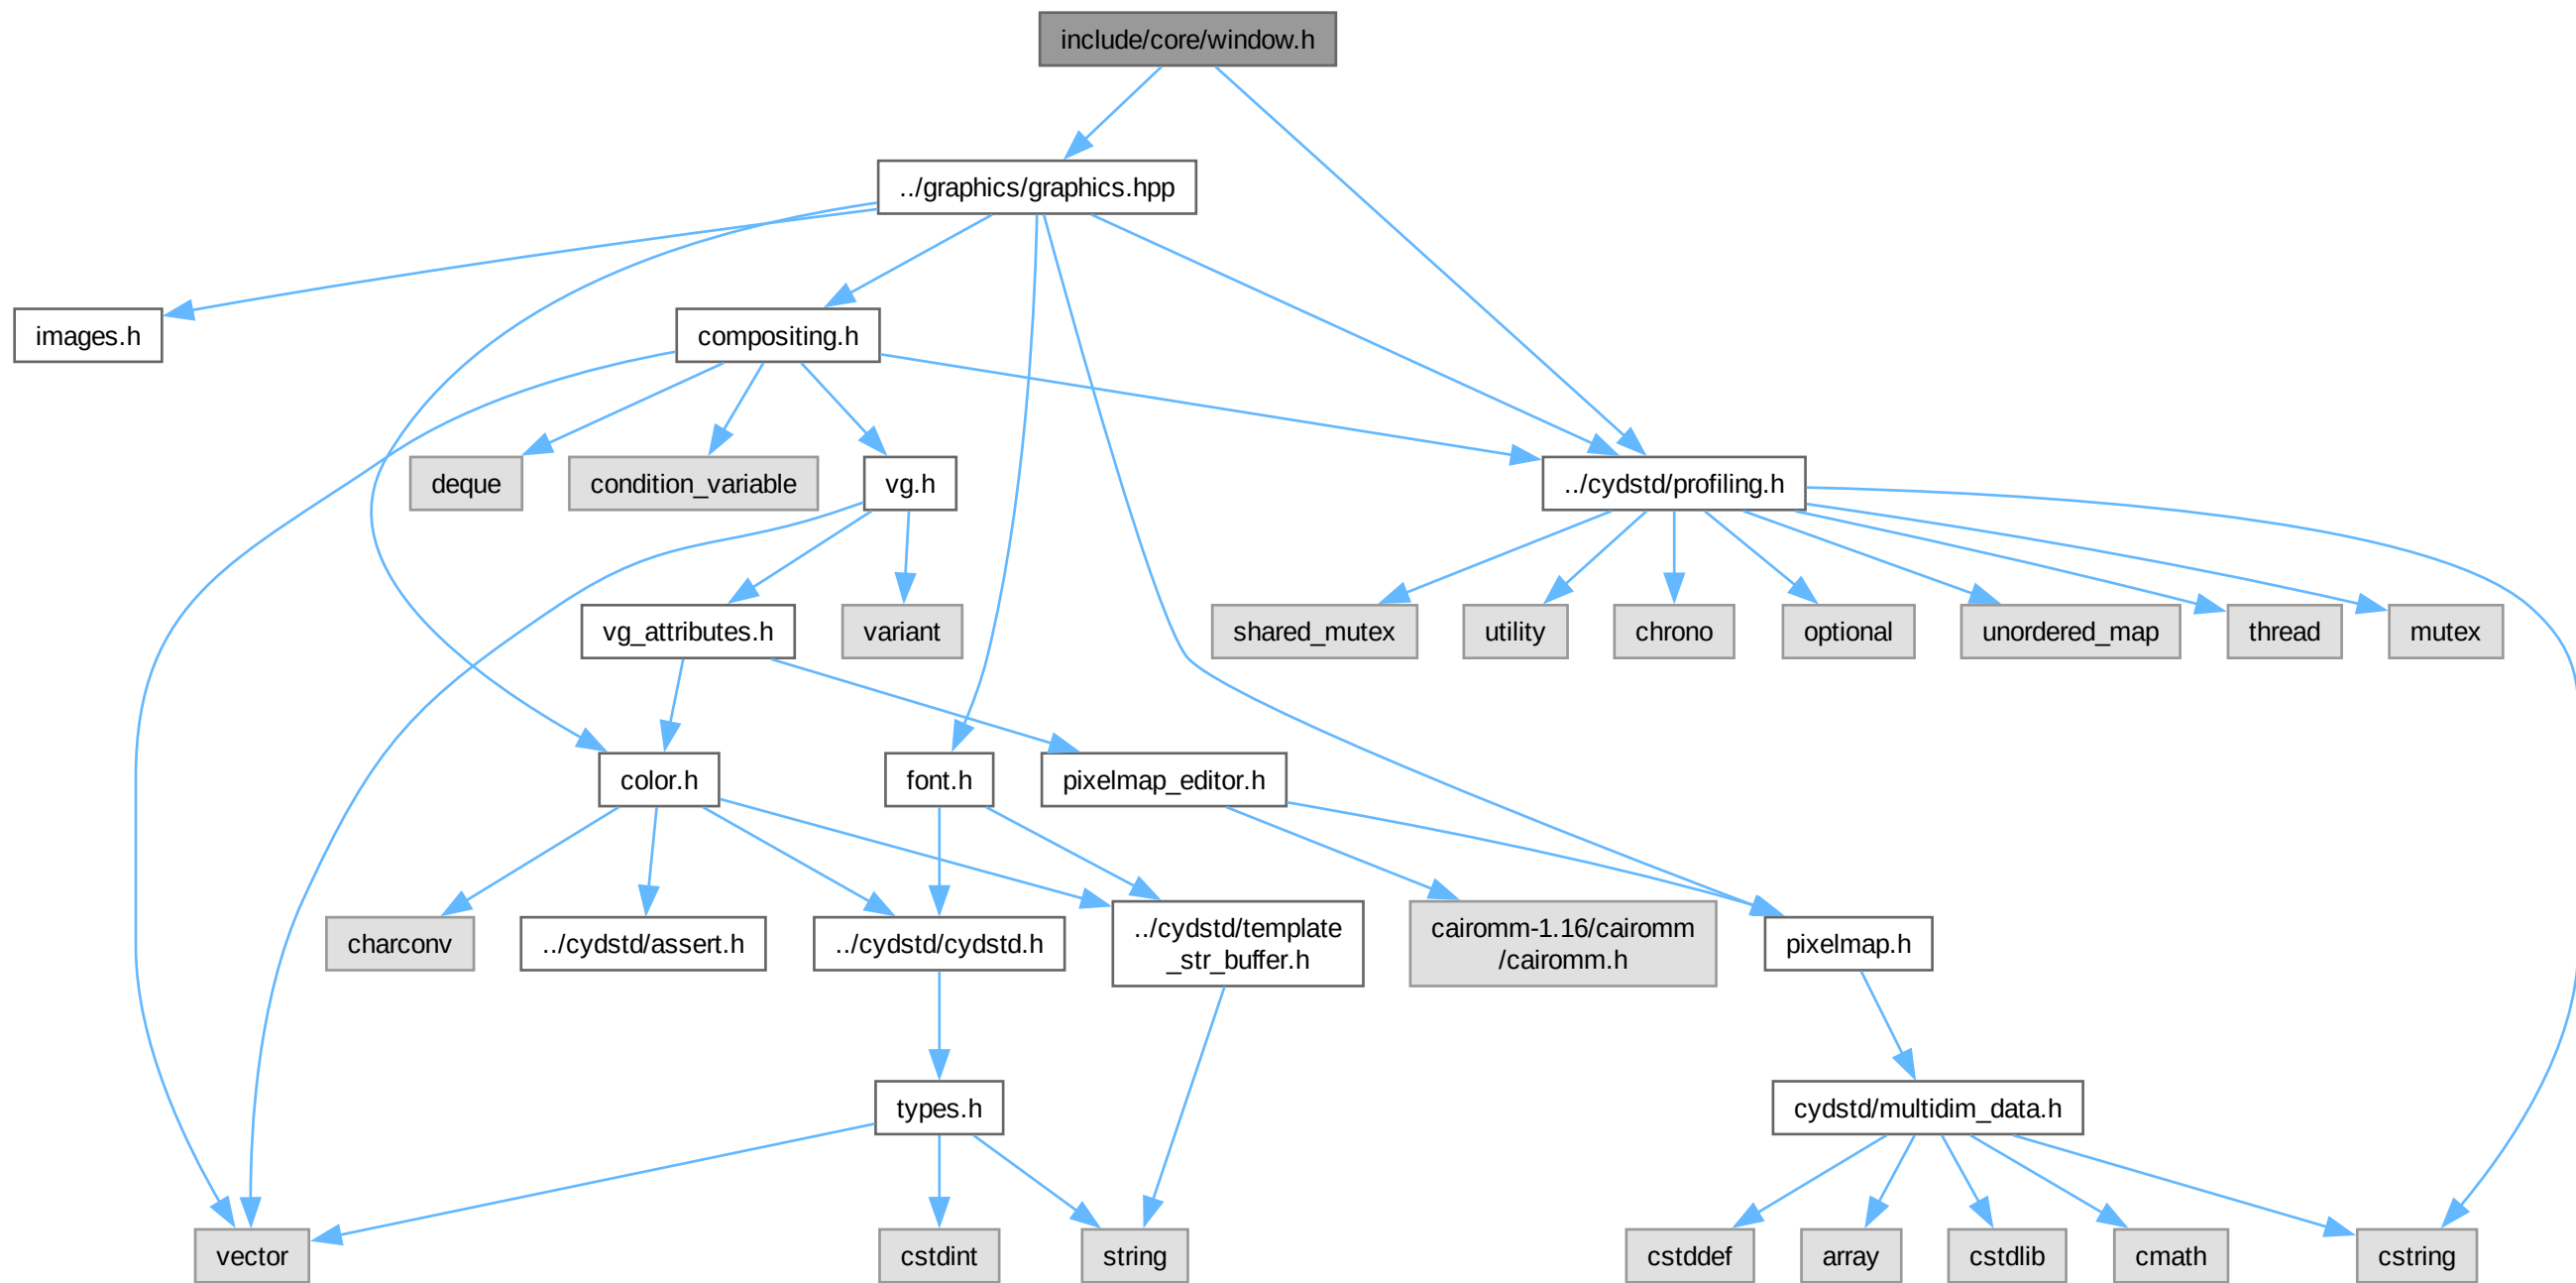 include/core/window.h
../graphics/graphics.hpp
images.h
compositing.h
deque
condition_variable
vg.h
../cydstd/profiling.h
vg_attributes.h
variant
shared_mutex
utility
chrono
optional
unordered_map
thread
mutex
color.h
font.h
pixelmap_editor.h
charconv
../cydstd/assert.h
../cydstd/cydstd.h
../cydstd/template
_str_buffer.h
cairomm-1.16/cairomm
/cairomm.h
pixelmap.h
types.h
cydstd/multidim_data.h
vector
cstdint
string
cstddef
array
cstdlib
cmath
cstring